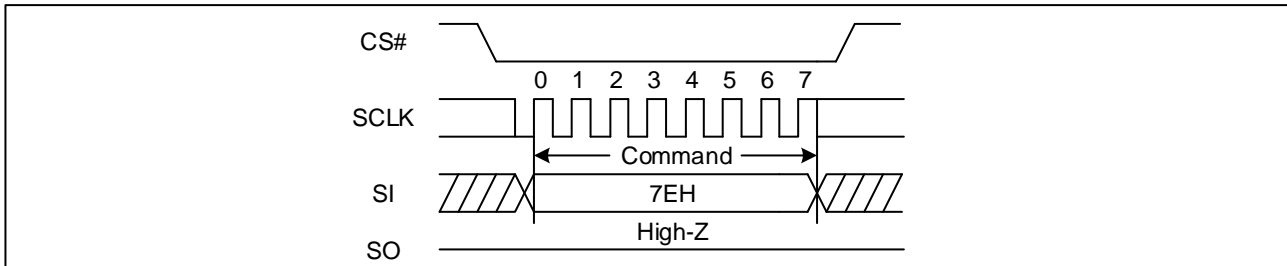 CS#
0 1 2 3 4 5 6 7
SCLK
Command
SI
7EH
High-Z
SO